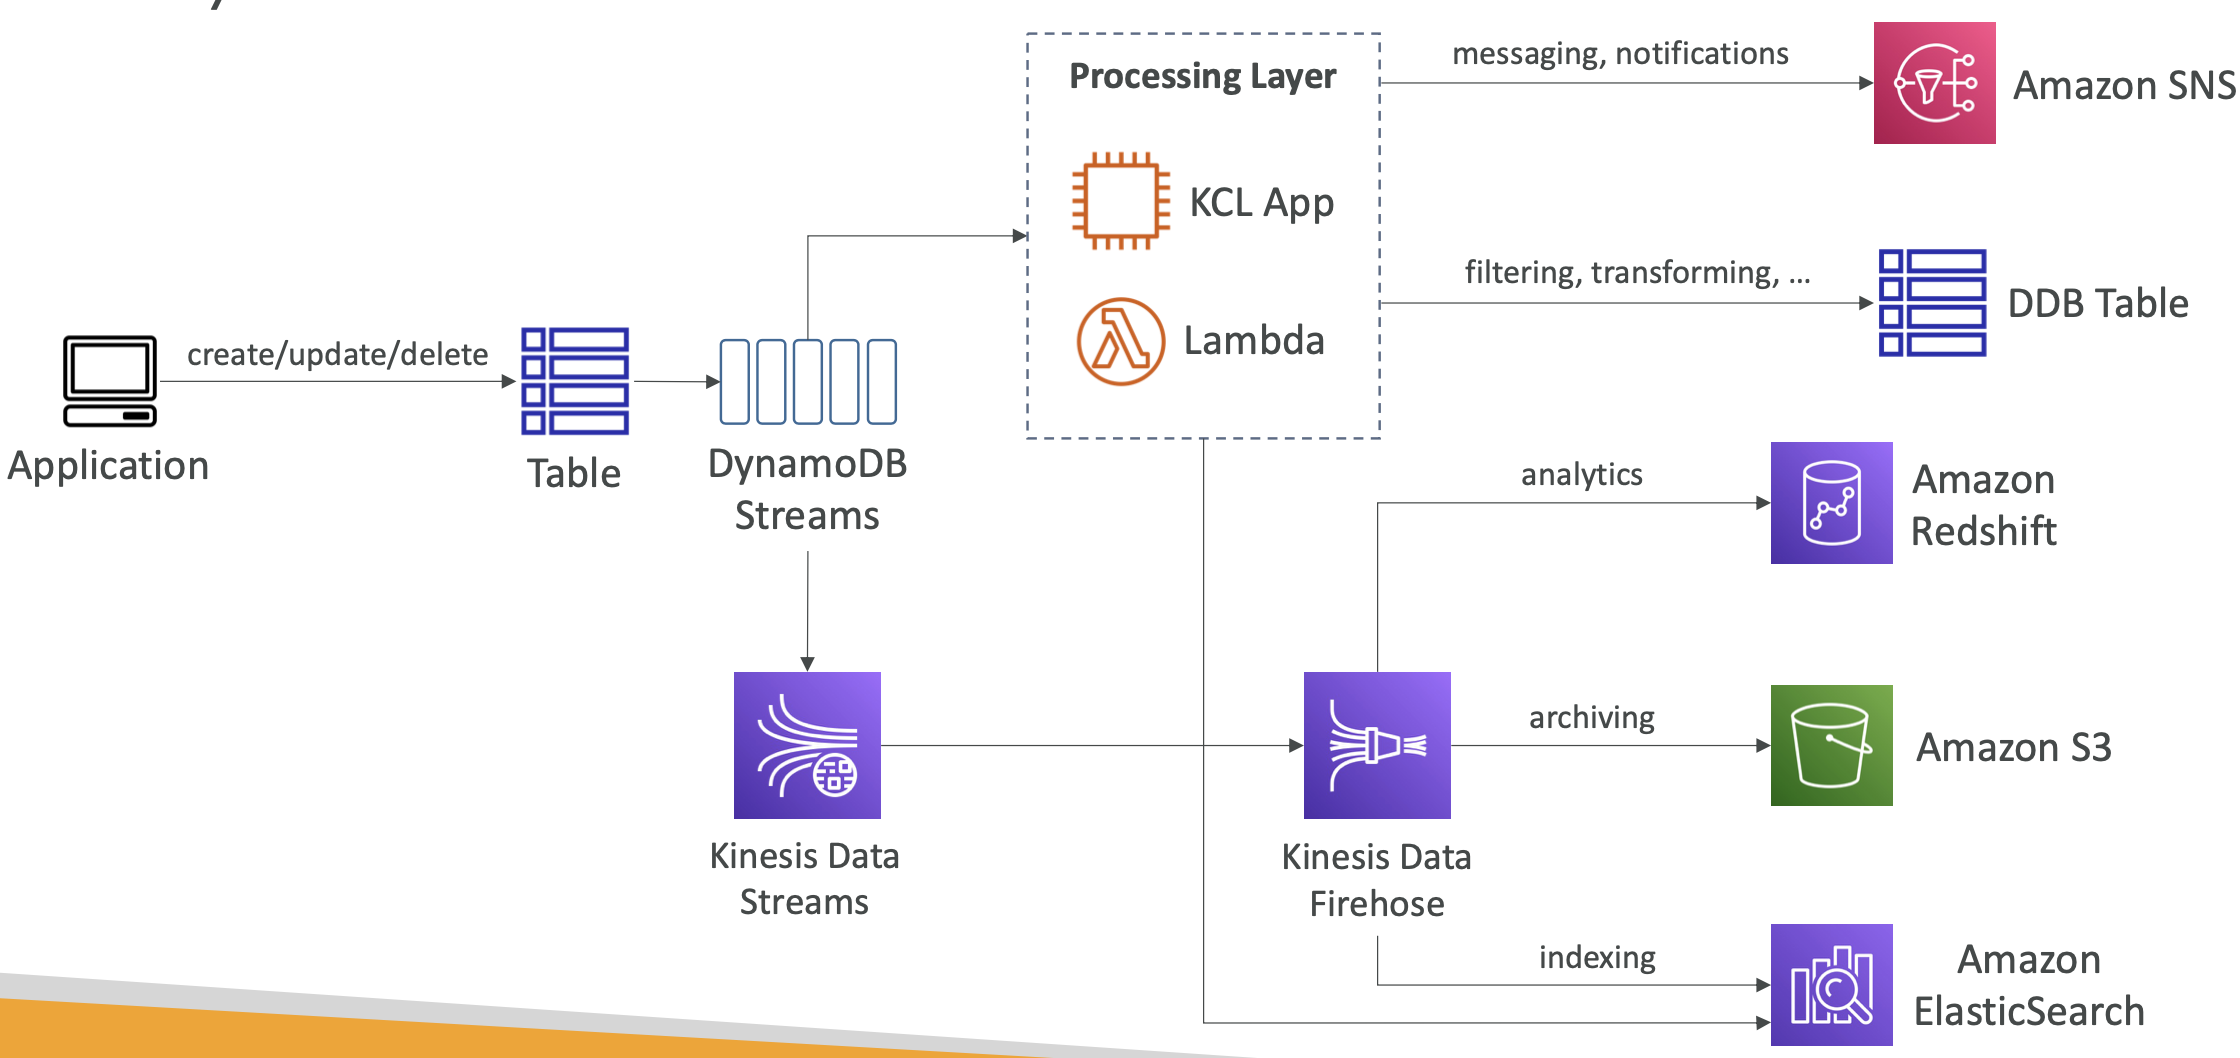 Processing Layer
KCL App
Lambda
messaging, notifications
Amazon SNS
filtering, transforming, ...
DDB Table
create/update/delete
Application
Table
DynamoDB
Streams
analytics
Amazon
Redshift
Kinesis Data
Streams
Kinesis Data
Firehose
archiving
Amazon S3
indexing
Amazon
ElasticSearch